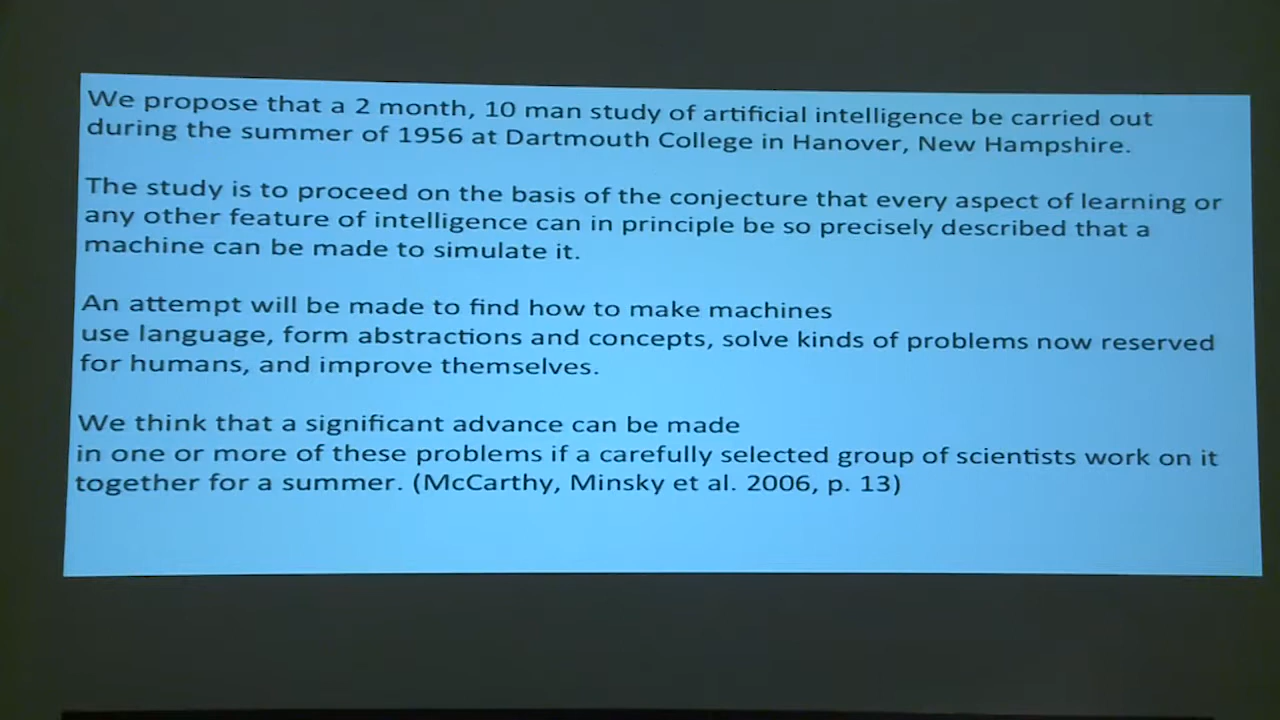 We propose that a 2 month, 10 man study of artificial intelligence be carried out
during the summer of 1956 at Dartmouth College in Hanover, New Hampshire.
The study is to proceed on the basis of the conjecture that every aspect of learning or
any other feature of intelligence can in principle be so precisely described that a
machine can be made to simulate it.
An attempt will be made to find how to make machines
use language, form abstractions and concepts, solve kinds of problems now reserved
for humans, and improve themselves.
We think that a significant advance can be made
in one or more of these problems if a carefully selected group of scientists work on it
together for a summer. (McCarthy, Minsky et al. 2006, p. 13)